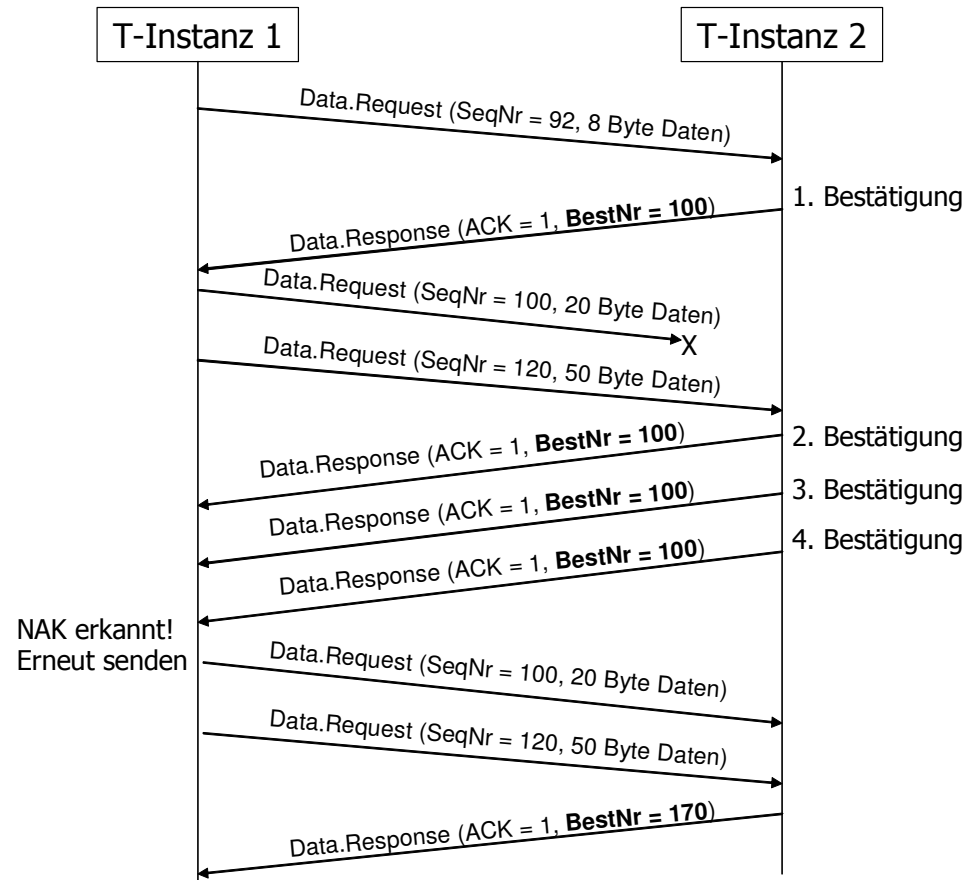 T-Instanz 1
T-Instanz 2
Data.Request (SeqNr = 92, 8 Byte Daten)
1. Bestätigung
Data.Response (ACK = 1, BestNr = 100)
Data.Request (SeqNr = 100, 20 Byte Daten)
X
Data.Request (SeqNr = 120, 50 Byte Daten)
2. Bestätigung
Data.Response (ACK = 1, BestNr = 100)
3. Bestätigung
Data.Response (ACK = 1, BestNr = 100)
4. Bestätigung
Data.Response (ACK = 1, BestNr = 100)
NAK erkannt!
Erneut senden
Data.Request (SeqNr = 100, 20 Byte Daten)
Data.Request (SeqNr = 120, 50 Byte Daten)
Data.Response (ACK = 1, BestNr = 170)